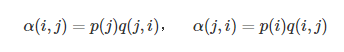 α(i,j) = p(j)q(j,i)， α(j,i) = p(i)q(i,j)